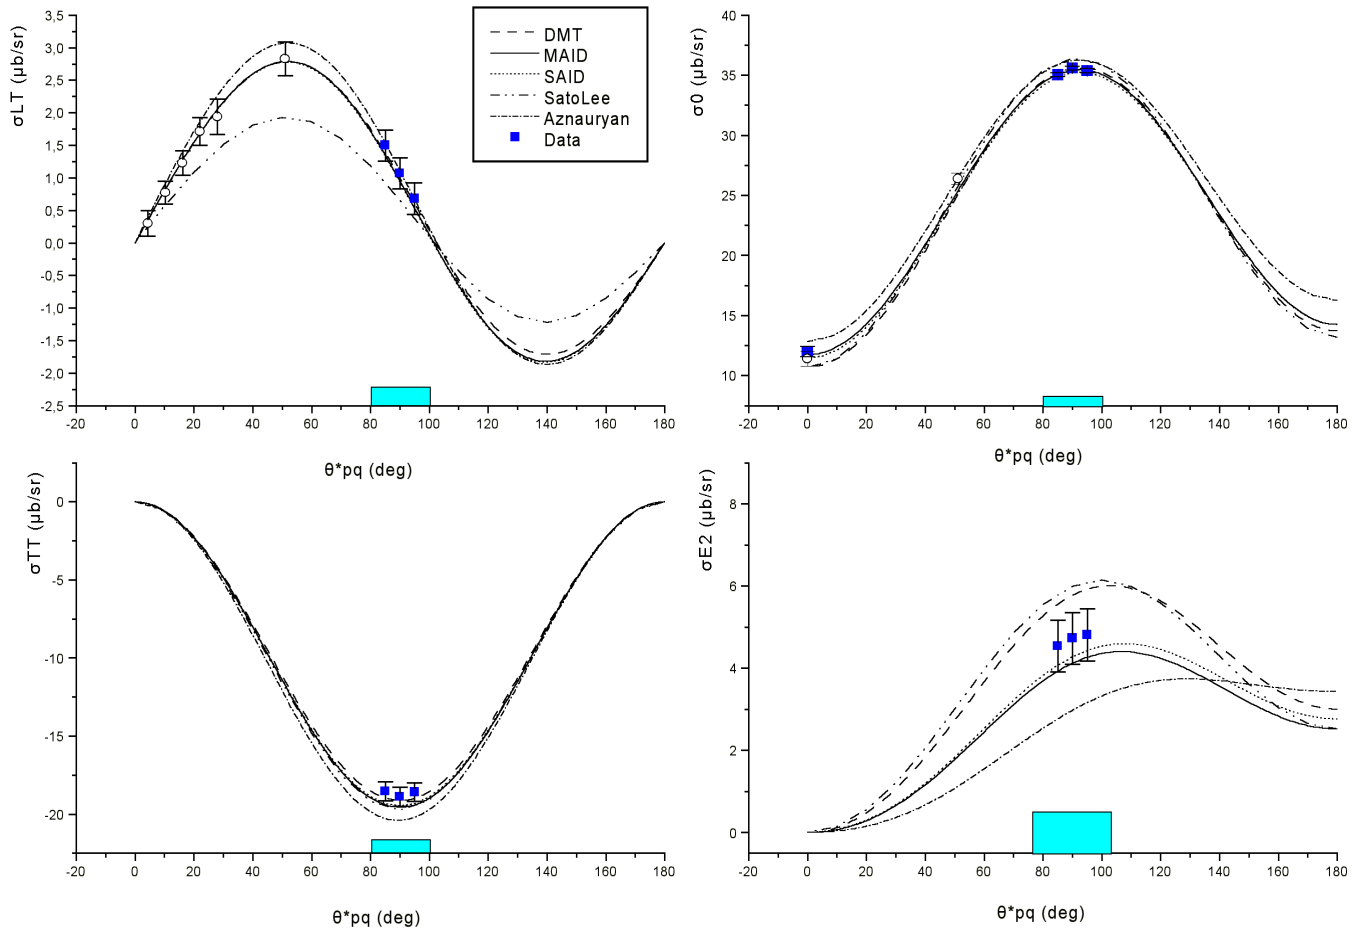 σLT (μb/sr)
3,5
3,0
2,5
2,0
1,5
1,0
0,5
0,0
-0,5
-1,0
-1,5
-2,0
-2,5
-20 0 20 40 60 80 100 120 140 160 180
θ*pq (deg)
DMT
MAID
SAID
SatoLee
Aznauryan
Data
σ0 (μb/sr)
40
35
30
25
20
15
10
-20 0 20 40 60 80 100 120 140 160 180
θ*pq (deg)
σTT (μb/sr)
0
-5
-10
-15
-20
-20 0 20 40 60 80 100 120 140 160 180
θ*pq (deg)
σE2 (μb/sr)
8
6
4
2
0
-20 0 20 40 60 80 100 120 140 160 180
θ*pq (deg)